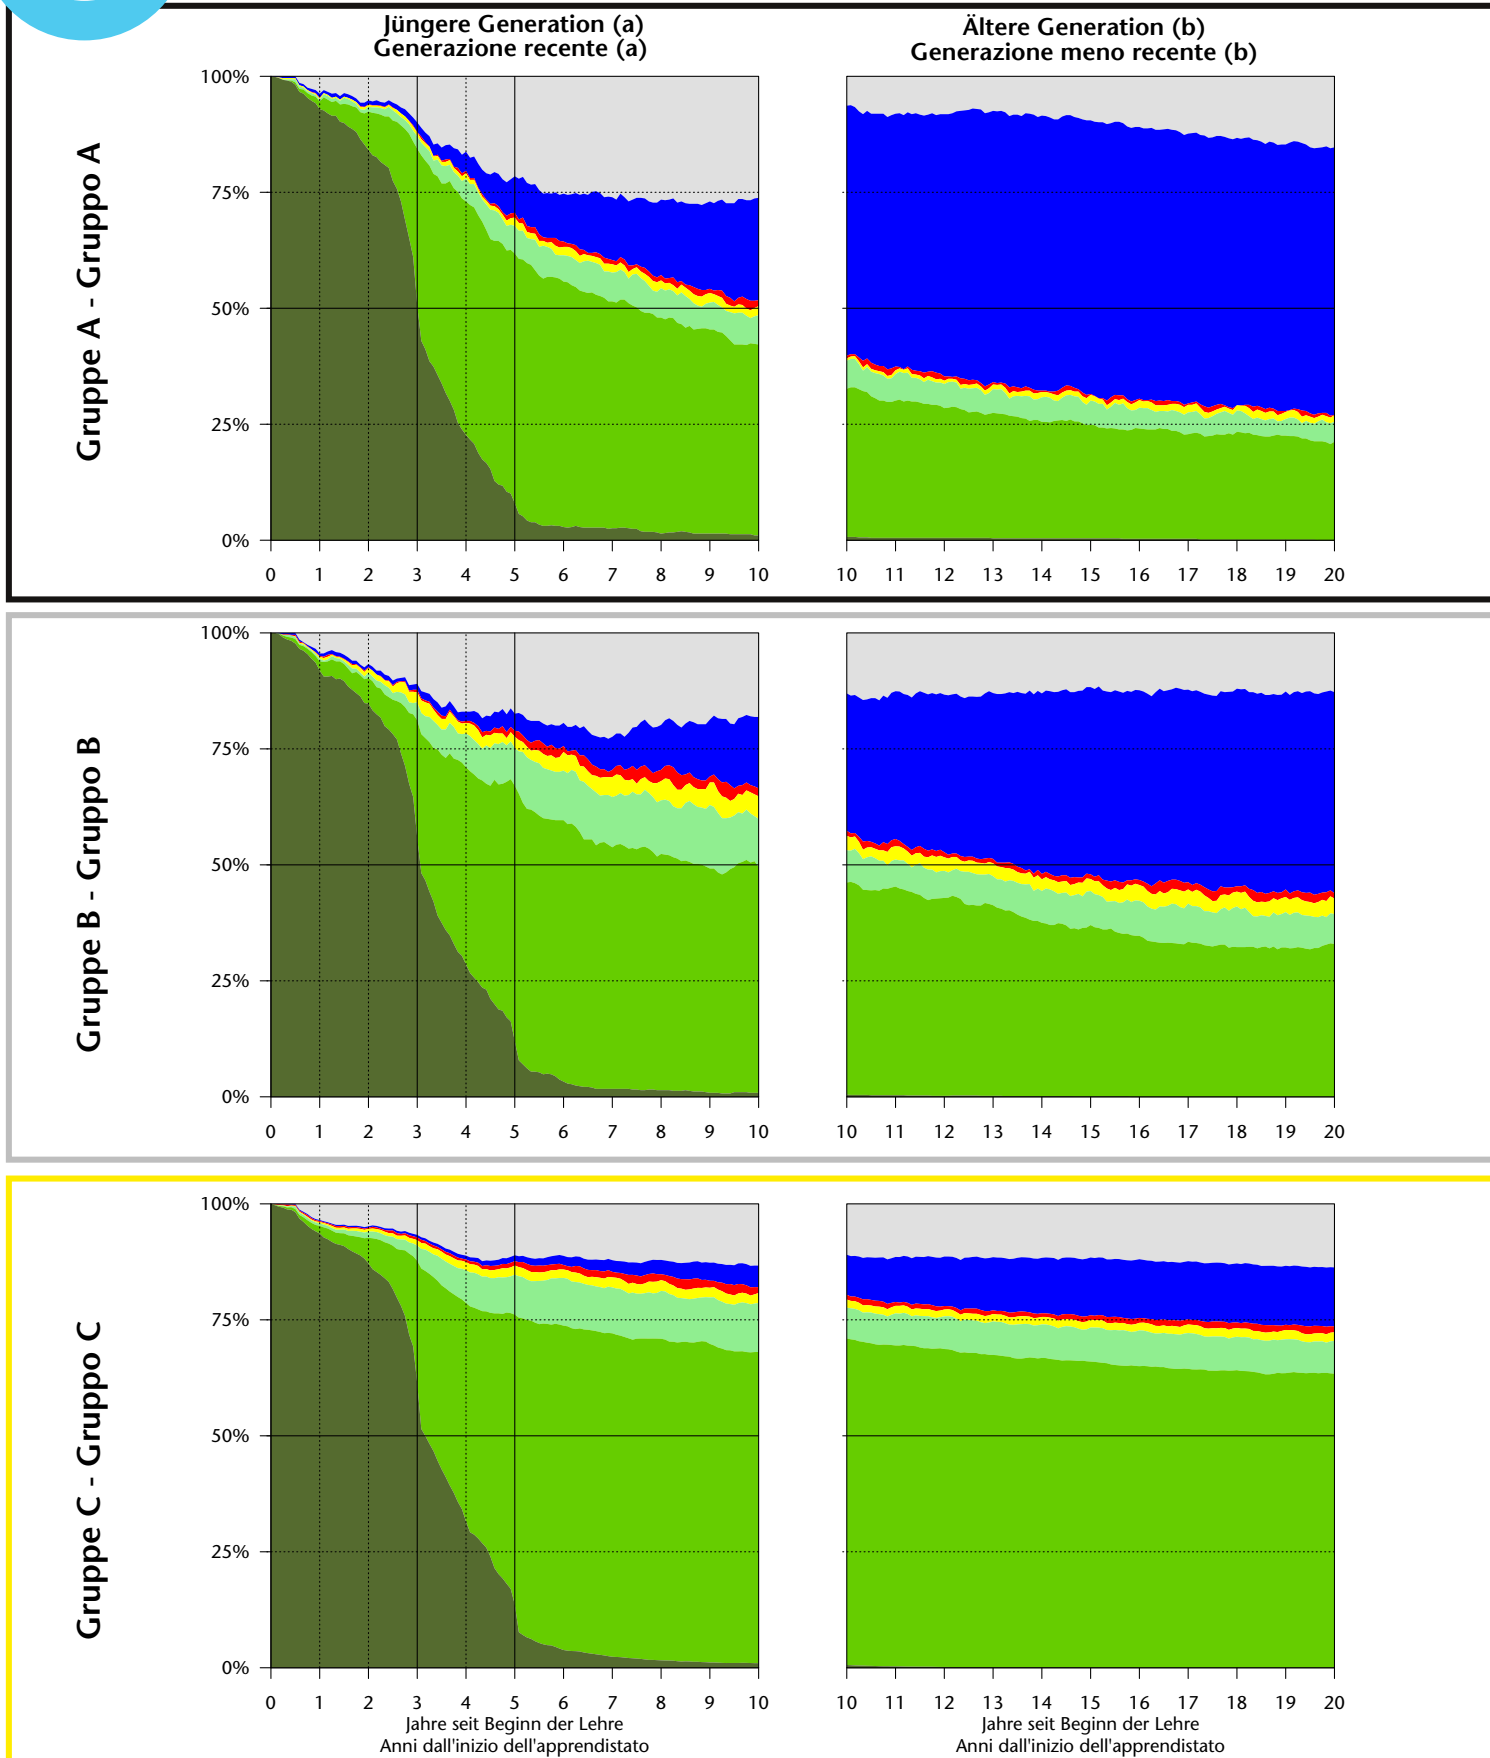 Jüngere Generation (a)
Generazione recente (a)
Ältere Generation (b)
Generazione meno recente (b)
Gruppe A - Gruppo A
100%
75%
50%
25%
0%
0 1 2 3 4 5 6 7 8 9 10
10 11 12 13 14 15 16 17 18 19 20
Gruppe B - Gruppo B
100%
75%
50%
25%
0%
0 1 2 3 4 5 6 7 8 9 10
10 11 12 13 14 15 16 17 18 19 20
Gruppe C - Gruppo C
100%
75%
50%
25%
0%
0 1 2 3 4 5 6 7 8 9 10
Jahre seit Beginn der Lehre
Anni dall'inizio dell'apprendistato
10 11 12 13 14 15 16 17 18 19 20
Jahre seit Beginn der Lehre
Anni dall'inizio dell'apprendistato